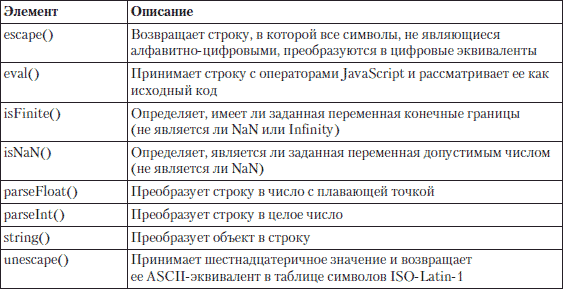 Элемент Описание
escape() Возвращает строку, в которой все символы, не являющиеся
алфавитно-цифровыми, преобразуются в цифровые эквиваленты
eval() Принимает строку с операторами JavaScript и рассматривает ее как
исходный код
isFinite() Определяет, имеет ли заданная переменная конечные границы
(не является ли NaN или Infinity)
isNaN() Определяет, является ли заданная переменная допустимым числом
(не является ли NaN)
parseFloat() Преобразует строку в число с плавающей точкой
parseInt() Преобразует строку в целое число
string() Преобразует объект в строку
unescape() Принимает шестнадцатеричное значение и возвращает
ее ASCII-эквивалент в таблице символов ISO-Latin-1